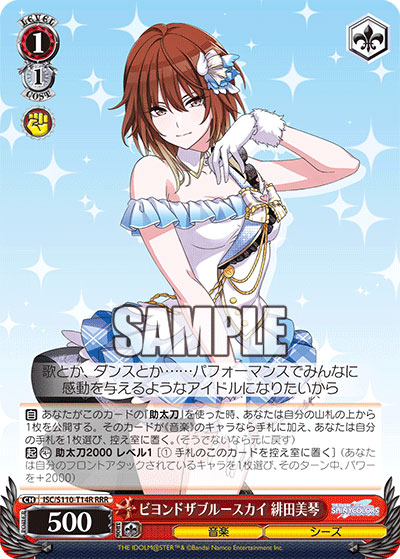 LEVEL
1
1
COST
SAMPLE
歌とか、ダンスとか……パフォーマンスでみんなに
感動を与えるようなアイドルになりたいから
自 あなたがこのカードの『助太刀』を使った時、あなたは自分の山札の上から
1枚を公開する。そのカードが《音楽》のキャラなら手札に加え、あなたは自
分の手札を1枚選び、控え室に置く。（そうでないなら元に戻す）
起 助太刀2000 レベル1 ［① 手札のこのカードを控え室に置く］（あなた
は自分のフロントアタックされているキャラを1枚選び、そのターン中、パワー
を＋2000）
CH
ISC/S110-T14R RRR
500
ビヨンドザブルースカイ 緋田美琴
SHINYCOLORS
音楽
シーズ
THE IDOLM@STER™ & ©Bandai Namco Entertainment Inc.